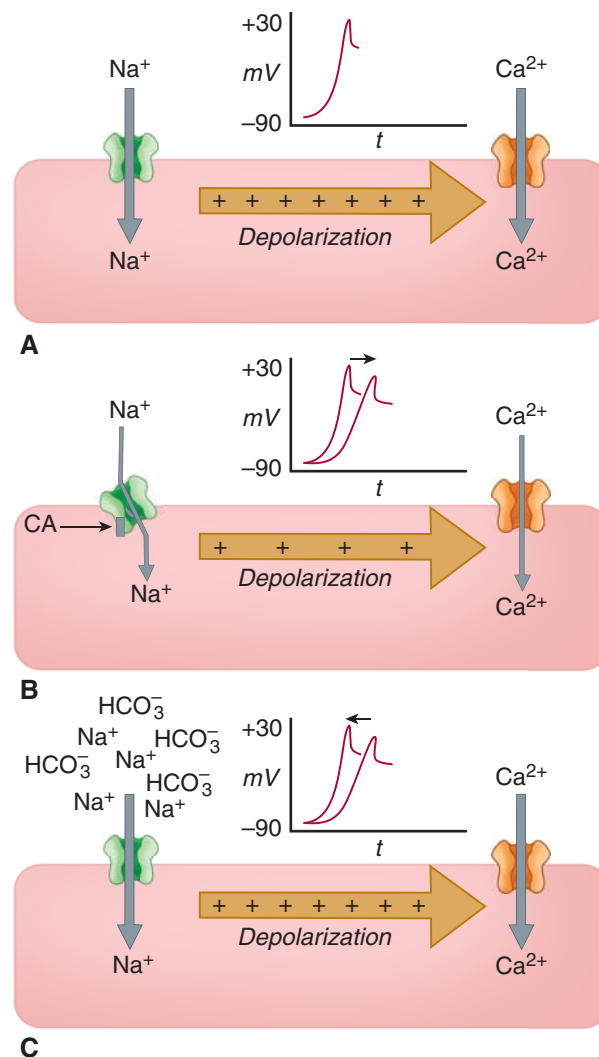 +30
mV
–90
t
Na⁺
Ca²⁺
+ + + + + + +
Depolarization
Na⁺
Ca²⁺
A
+30
mV
–90
t
Na⁺
Ca²⁺
CA
+ + + +
Depolarization
Na⁺
Ca²⁺
B
HCO₃⁻
Na⁺
HCO₃⁻
HCO₃⁻
Na⁺
HCO₃⁻
Na⁺
Na⁺
+30
mV
–90
t
Ca²⁺
+ + + + + + +
Depolarization
Na⁺
Ca²⁺
C